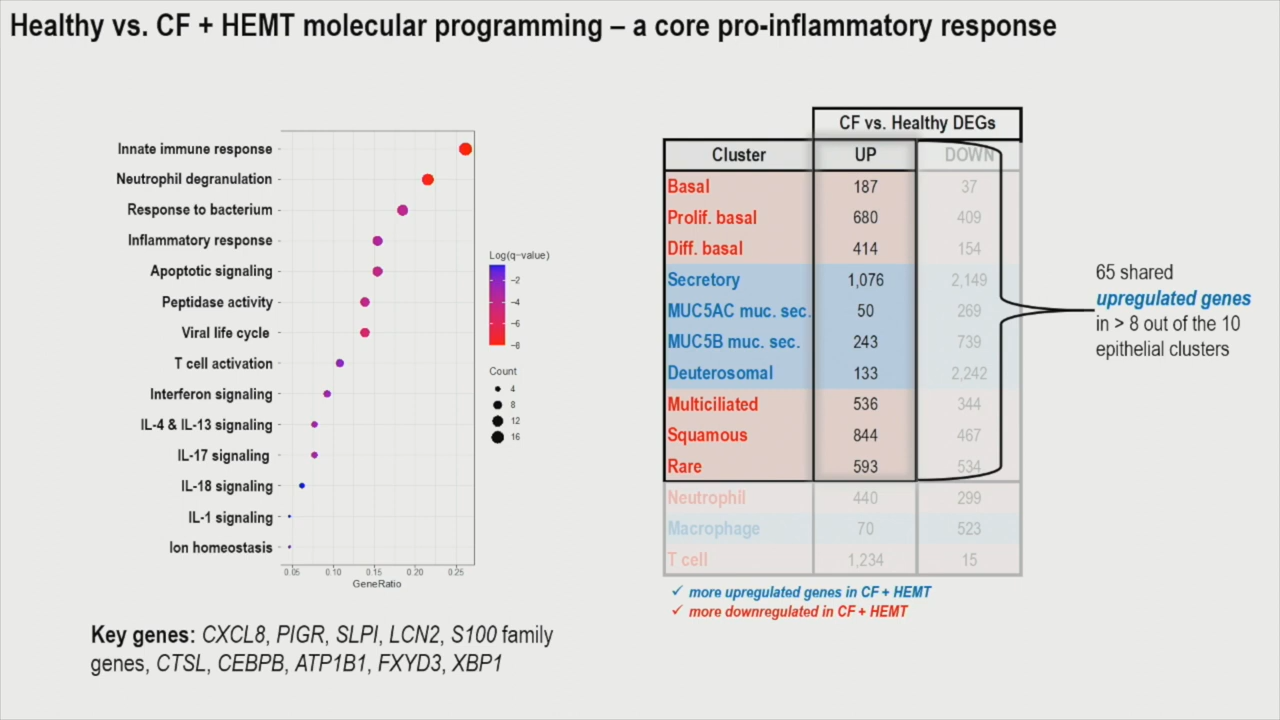 Healthy vs. CF + HEMT molecular programming – a core pro-inflammatory response
Innate immune response
Neutrophil degranulation
Response to bacterium
Inflammatory response
Apoptotic signaling
Peptidase activity
Viral life cycle
T cell activation
Interferon signaling
IL-4 & IL-13 signaling
IL-17 signaling
IL-18 signaling
IL-1 signaling
Ion homeostasis
0.05 0.10 0.15 0.20 0.25
GeneRatio
Log(q-value)
−2
−4
−6
−8
Count
4
8
12
16
Key genes: CXCL8, PIGR, SLPI, LCN2, S100 family
genes, CTSL, CEBPB, ATP1B1, FXYD3, XBP1
CF vs. Healthy DEGs
Cluster UP DOWN
Basal 187 37
Prolif. basal 680 409
Diff. basal 414 154
Secretory 1,076 2,149
MUC5AC muc. sec. 50 269
MUC5B muc. sec. 243 739
Deuterosomal 133 2,242
Multiciliated 536 344
Squamous 844 467
Rare 593 534
Neutrophil 440 299
Macrophage 70 523
T cell 1,234 15
✓ more upregulated genes in CF + HEMT
✓ more downregulated in CF + HEMT
65 shared
upregulated genes
in > 8 out of the 10
epithelial clusters